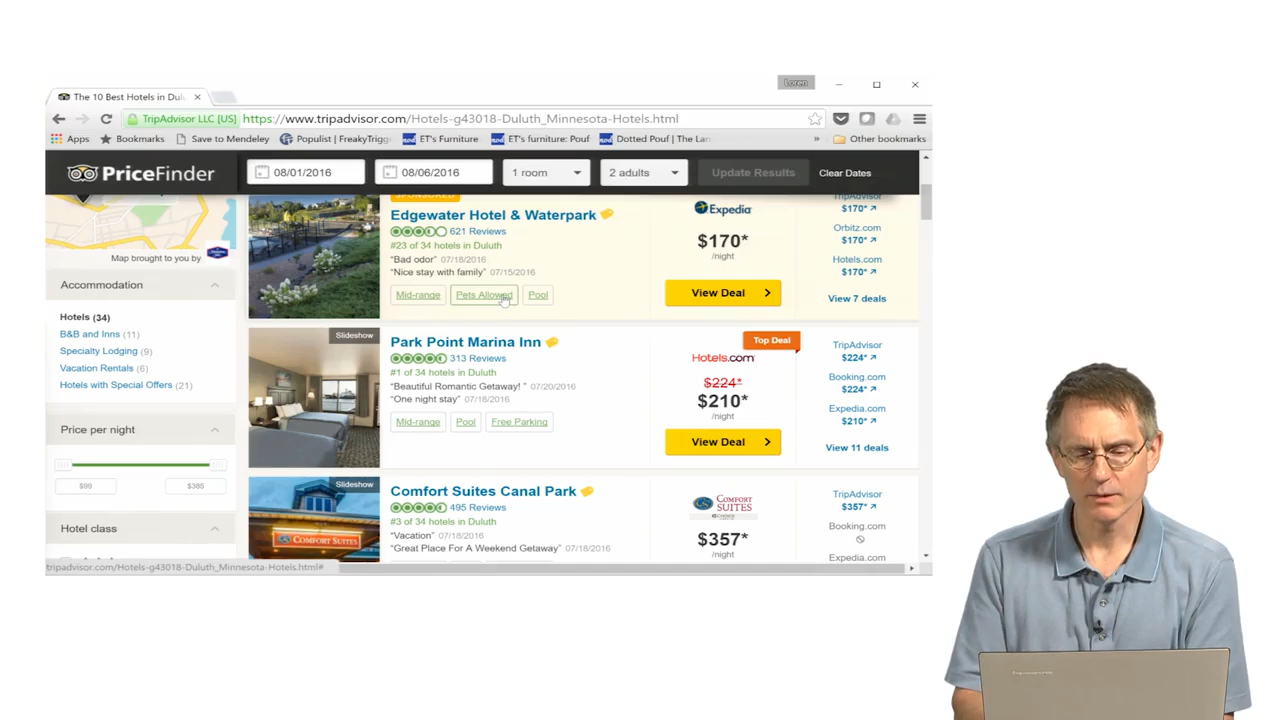 Loren
The 10 Best Hotels in Dulu
TripAdvisor LLC [US] https://www.tripadvisor.com/Hotels-g43018-Duluth_Minnesota-Hotels.html
Apps Bookmarks Save to Mendeley Populist | FreakyTrigg ET's Furniture ET's furniture: Pouf Dotted Pouf | The Lan » Other bookmarks
PriceFinder 08/01/2016 08/06/2016 1 room 2 adults Update Results Clear Dates
Map brought to you by
Accommodation
Hotels (34)
B&B and Inns (11)
Specialty Lodging (9)
Vacation Rentals (6)
Hotels with Special Offers (21)
Price per night
$99 $385
Hotel class
SPONSORED
Edgewater Hotel & Waterpark
621 Reviews
#23 of 34 hotels in Duluth
“Bad odor” 07/18/2016
“Nice stay with family” 07/15/2016
Mid-range Pets Allowed Pool
Expedia
$170*
/night
View Deal
TripAdvisor
$170*
Orbitz.com
$170*
Hotels.com
$170*
View 7 deals
Slideshow
Park Point Marina Inn
313 Reviews
#1 of 34 hotels in Duluth
“Beautiful Romantic Getaway! ” 07/20/2016
“One night stay” 07/18/2016
Mid-range Pool Free Parking
Top Deal
Hotels.com
$224*
$210*
/night
View Deal
TripAdvisor
$224*
Booking.com
$224*
Expedia.com
$210*
View 11 deals
Slideshow
COMFORT SUITES
Comfort Suites Canal Park
495 Reviews
#3 of 34 hotels in Duluth
“Vacation” 07/18/2016
“Great Place For A Weekend Getaway” 07/18/2016
COMFORT
SUITES
$357*
/night
TripAdvisor
$357*
Booking.com
Expedia.com
tripadvisor.com/Hotels-g43018-Duluth_Minnesota-Hotels.html#